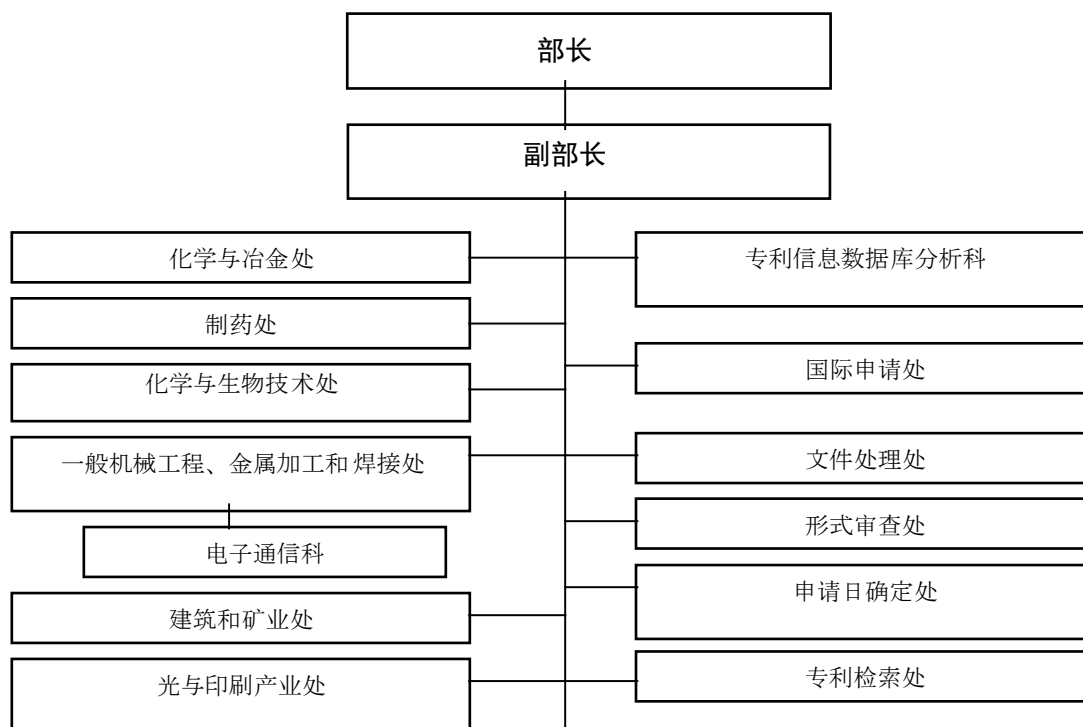 部长
副部长
化学与冶金处
专利信息数据库分析科
制药处
国际申请处
化学与生物技术处
一般机械工程、金属加工和焊接处
文件处理处
形式审查处
电子通信科
申请日确定处
建筑和矿业处
专利检索处
光与印刷产业处